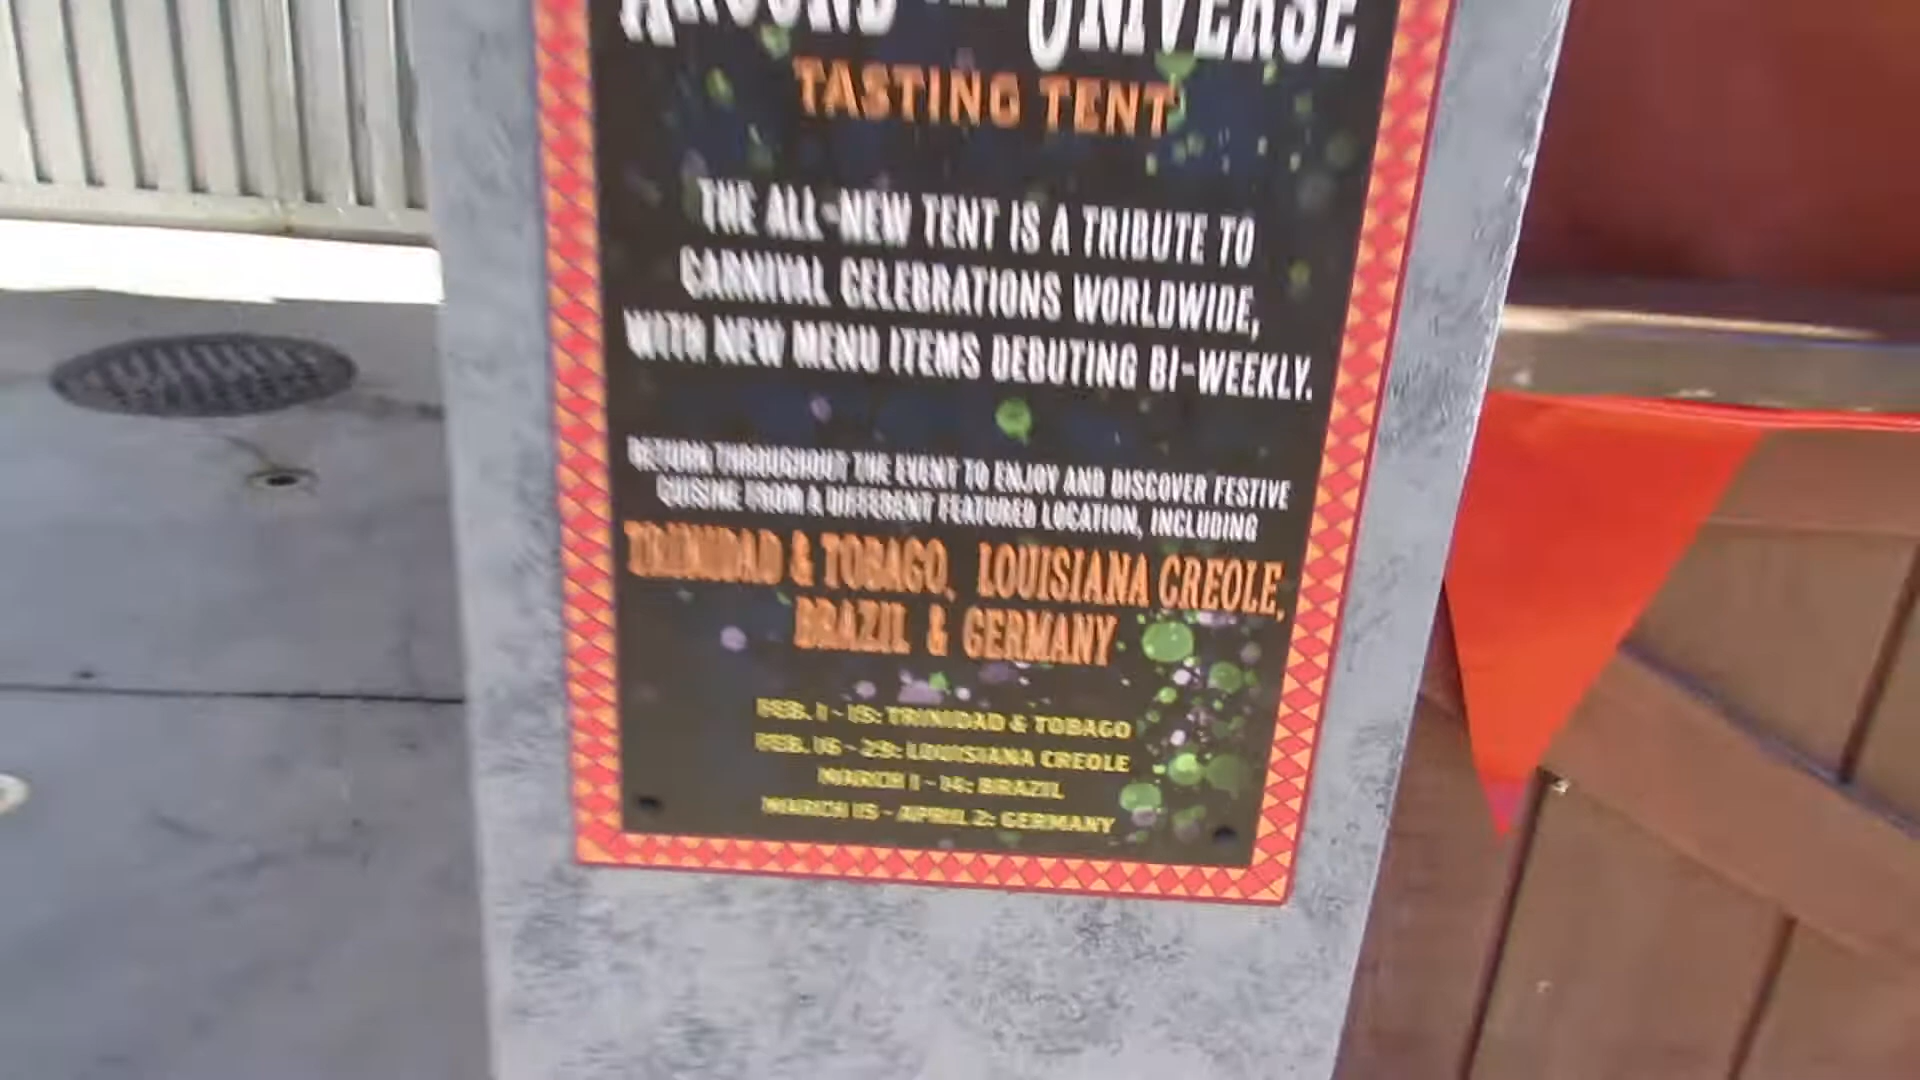 AROUND THE UNIVERSE
TASTING TENT
THE ALL-NEW TENT IS A TRIBUTE TO
CARNIVAL CELEBRATIONS WORLDWIDE,
WITH NEW MENU ITEMS DEBUTING BI-WEEKLY.
RETURN THROUGHOUT THE EVENT TO ENJOY AND DISCOVER FESTIVE
CUISINE FROM A DIFFERENT FEATURED LOCATION, INCLUDING
TRINIDAD & TOBAGO, LOUISIANA CREOLE,
BRAZIL & GERMANY
FEB. 1 - 15: TRINIDAD & TOBAGO
FEB. 16 - 29: LOUISIANA CREOLE
MARCH 1 - 14: BRAZIL
MARCH 15 - APRIL 2: GERMANY